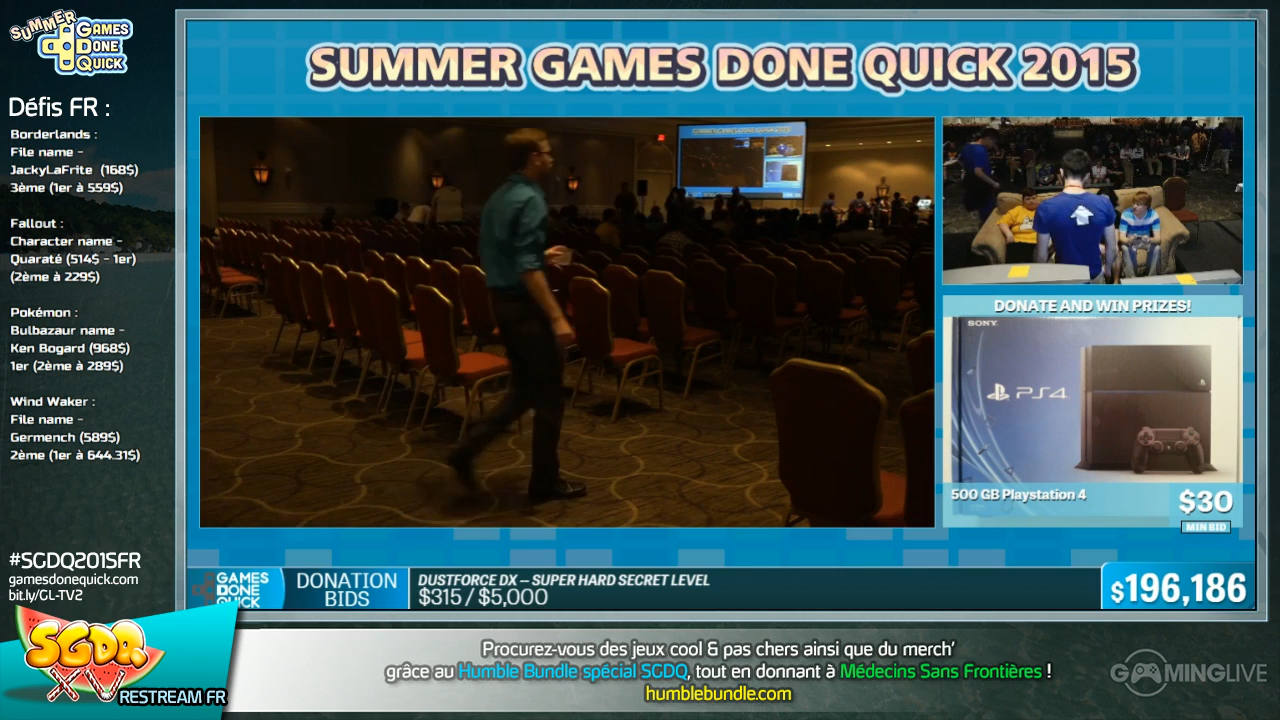 SUMMER
GAMES
DONE
QUICK
Défis FR :
Borderlands :
File name -
JackyLaFrite (168$)
3ème (1er à 559$)
Fallout :
Character name -
Quaraté (514$ - 1er)
(2ème à 229$)
Pokémon :
Bulbazaur name -
Ken Bogard (968$)
1er (2ème à 289$)
Wind Waker :
File name -
Germench (589$)
2ème (1er à 644.31$)
#SGDQ2015FR
gamesdonequick.com
bit.ly/GL-TV2
SGDQ
XV
RESTREAM FR
SUMMER GAMES DONE QUICK 2015
DONATE AND WIN PRIZES!
SONY
PS4
500 GB Playstation 4
$30
MIN BID
GAMES
DONE
QUICK
DONATION
BIDS
DUSTFORCE DX – SUPER HARD SECRET LEVEL
$315 / $5,000
$196,186
Procurez-vous des jeux cool & pas chers ainsi que du merch'
grâce au Humble Bundle spécial SGDQ, tout en donnant à Médecins Sans Frontières !
humblebundle.com
GAMING LIVE